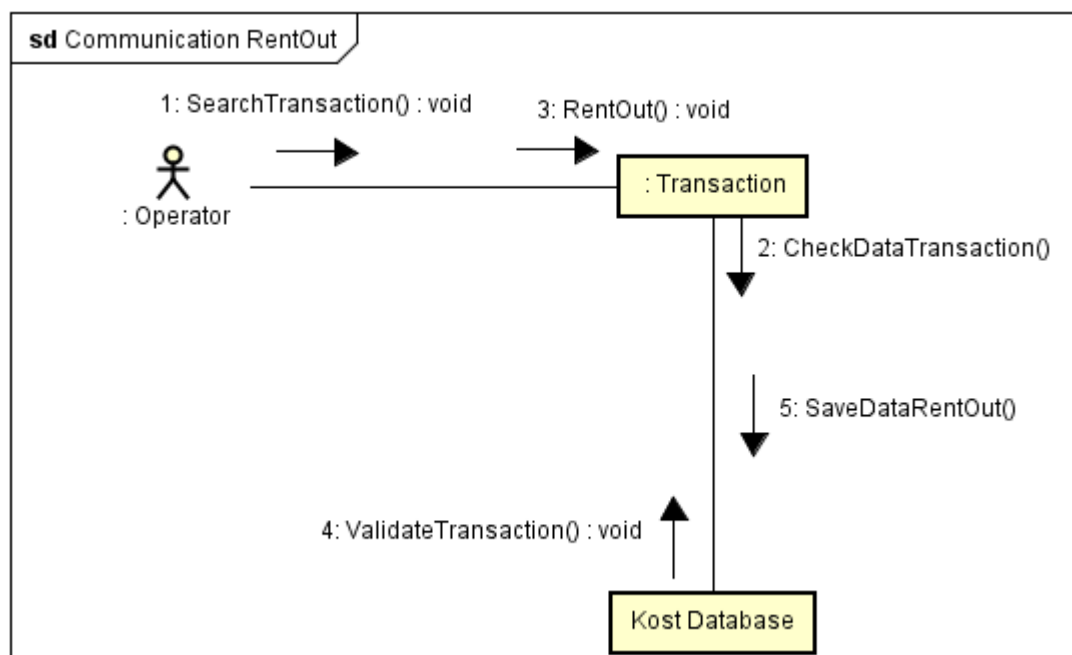 sd Communication RentOut
1: SearchTransaction() : void
3: RentOut() : void
: Operator
: Transaction
2: CheckDataTransaction()
5: SaveDataRentOut()
4: ValidateTransaction() : void
Kost Database